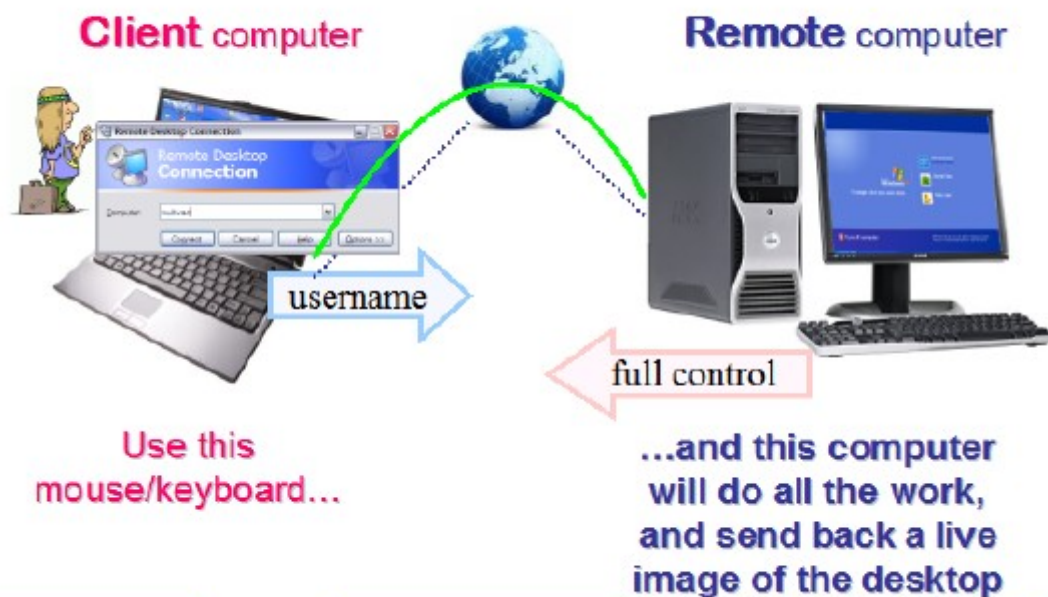 Client computer
Remote computer
Remote Desktop Connection
Remote Desktop
Connection
Computer:
Connect Cancel Help Options >>
username
full control
Use this
mouse/keyboard…
…and this computer
will do all the work,
and send back a live
image of the desktop
Windows